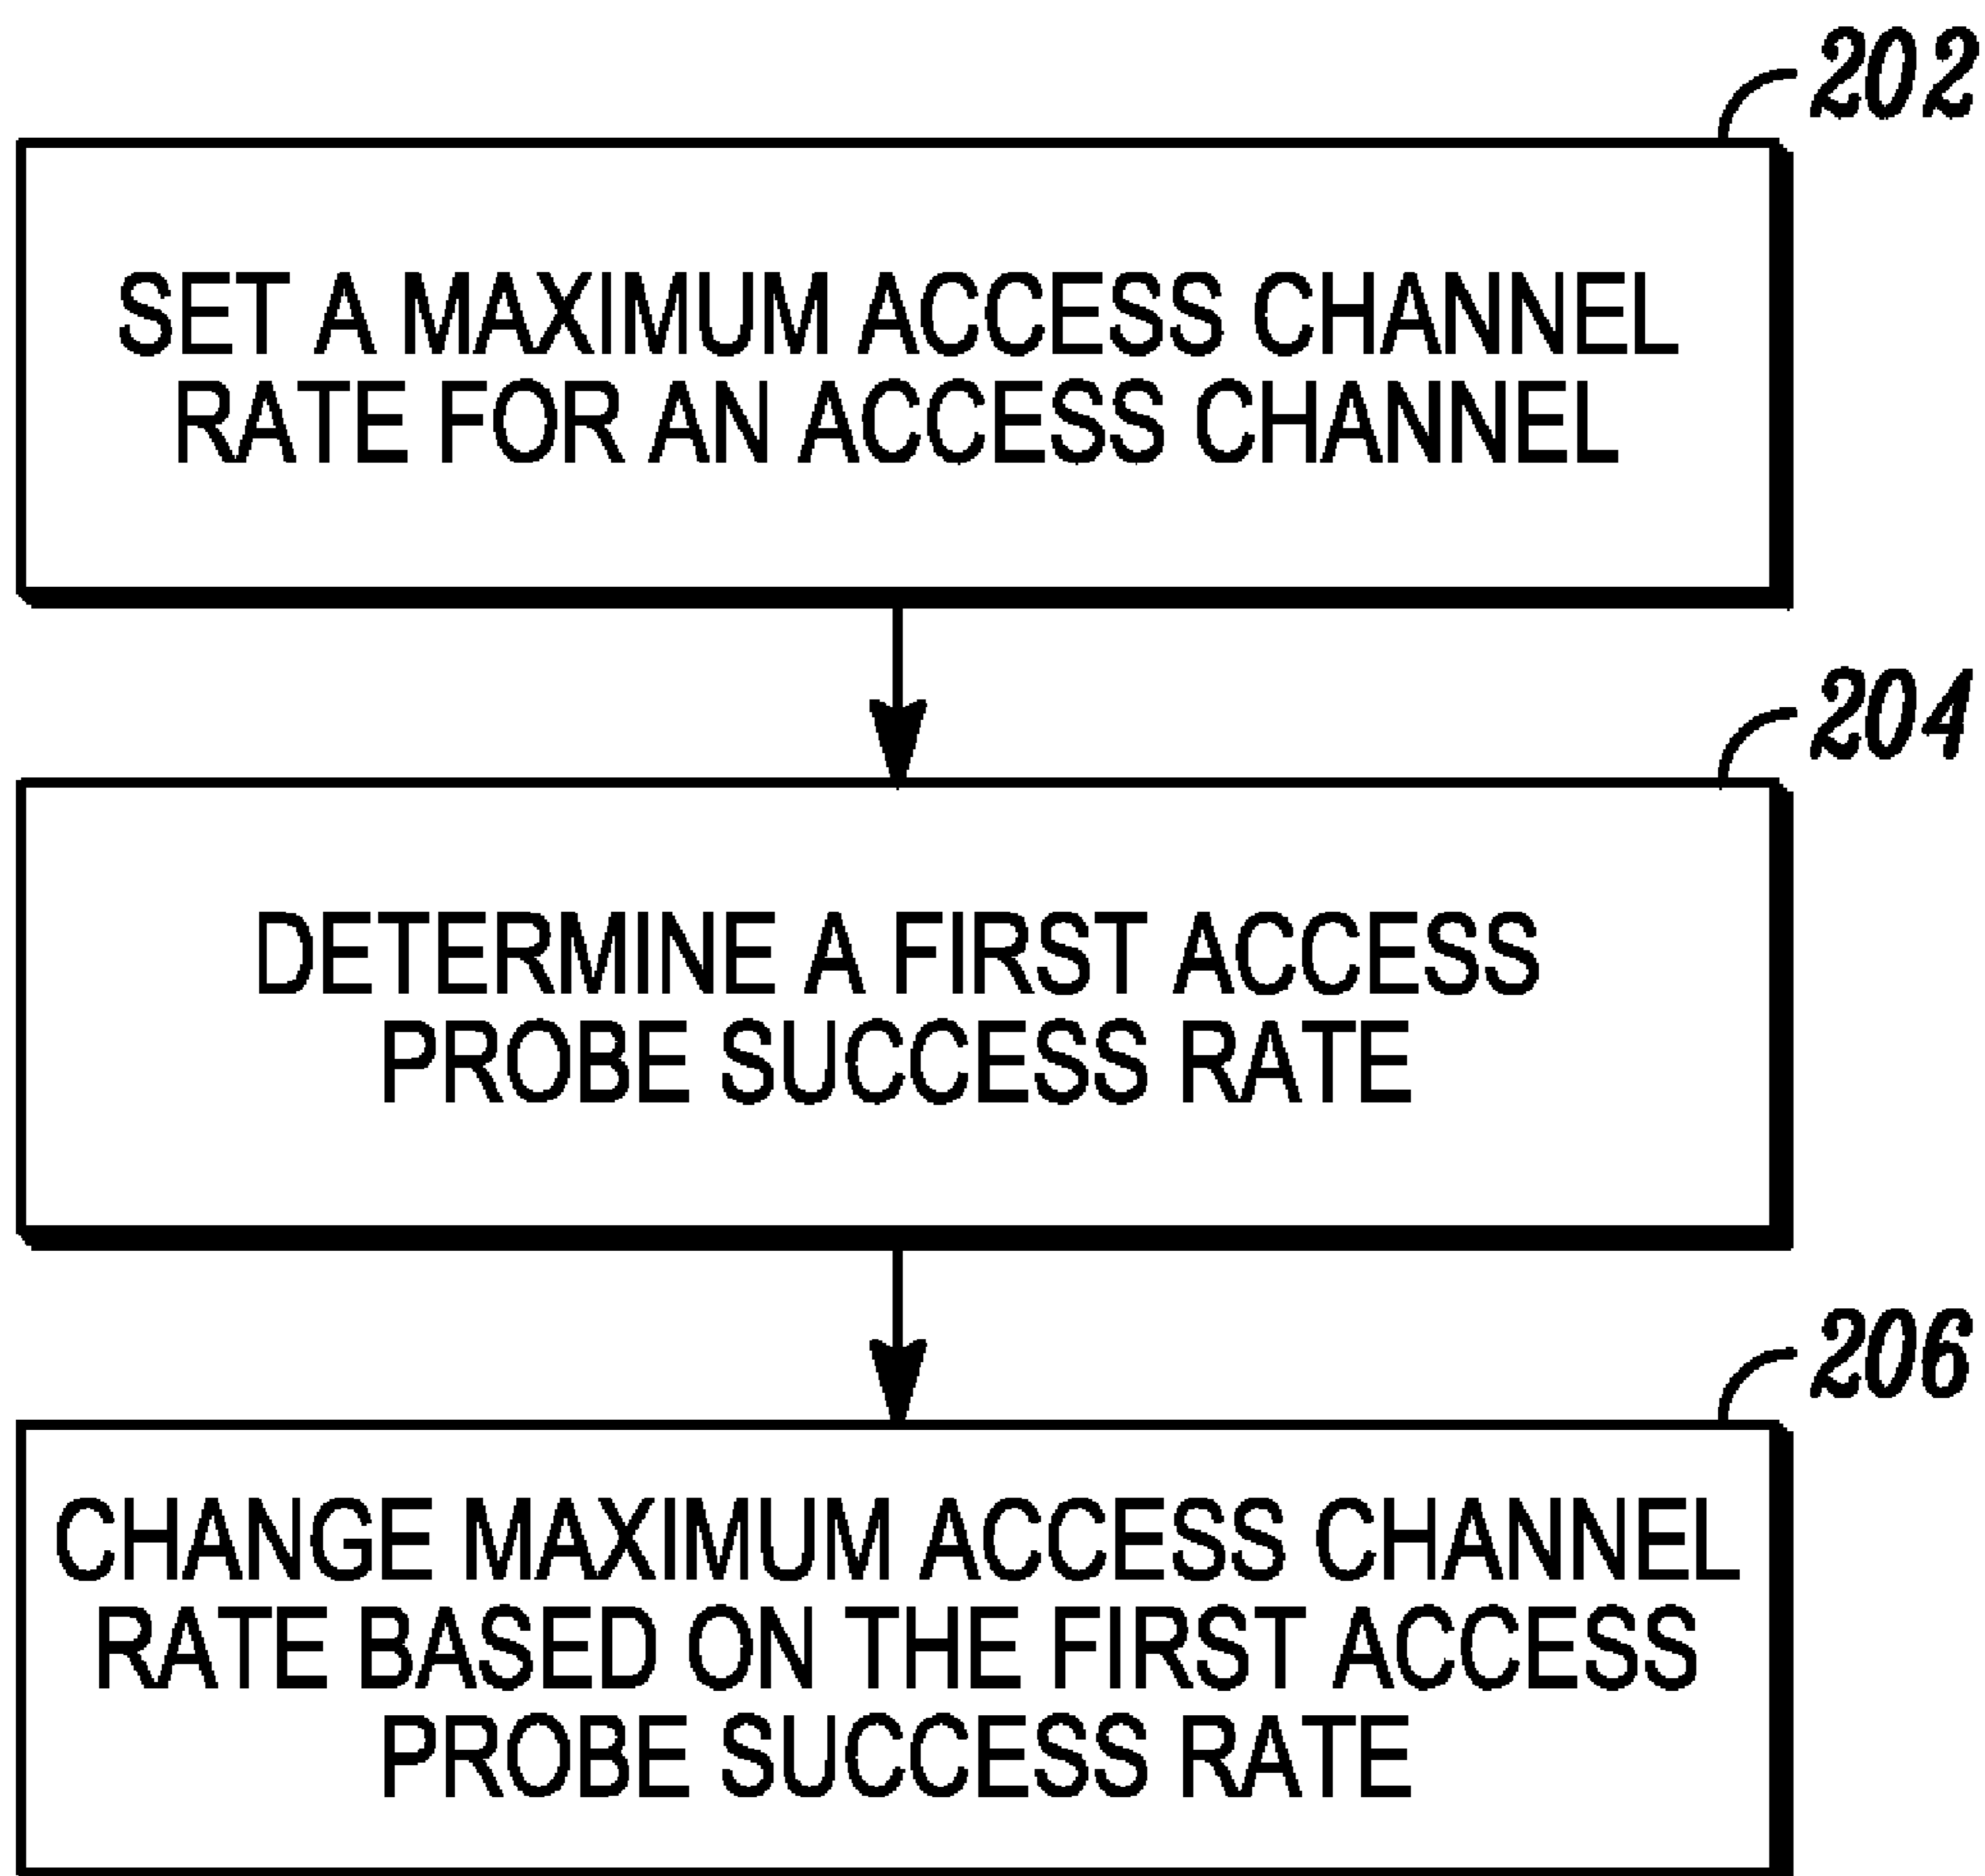 202
SET A MAXIMUM ACCESS CHANNEL
RATE FOR AN ACCESS CHANNEL
204
DETERMINE A FIRST ACCESS
PROBE SUCCESS RATE
206
CHANGE MAXIMUM ACCESS CHANNEL
RATE BASED ON THE FIRST ACCESS
PROBE SUCCESS RATE